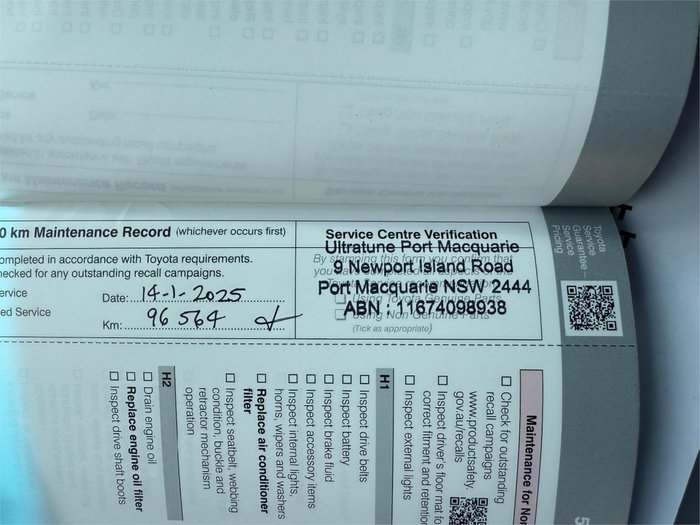 0 km Maintenance Record (whichever occurs first)
ompleted in accordance with Toyota requirements.
hecked for any outstanding recall campaigns.
ervice
Date: 14-1-2025
ed Service
Km: 96 564
Service Centre Verification
Ultratune Port Macquarie
By stamping this form you confirm that
9 Newport Island Road
Port Macquarie NSW 2444
Using Toyota Genuine Parts
ABN : 11674098938
Using Non Genuine Parts
(Tick as appropriate)
Toyota
Service
Guarantee –
Service
Pricing
Maintenance for Nor
Check for outstanding
recall campaigns
www.productsafety.
gov.au/recalls
Inspect driver's floor mat fo
correct fitment and retention
Inspect external lights
H1
Inspect drive belts
Inspect battery
Inspect brake fluid
Inspect accessory items
Inspect internal lights,
horns, wipers and washers
Replace air conditioner
filter
Inspect seatbelt, webbing
condition, buckle and
retractor mechanism
operation
H2
Drain engine oil
Replace engine oil filter
Inspect drive shaft boots